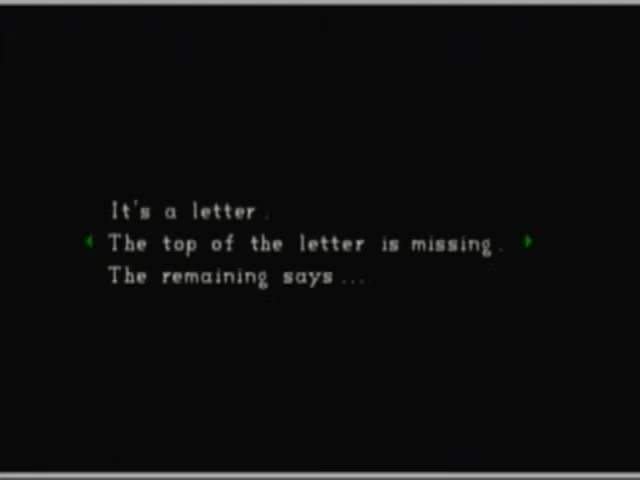 It's a letter.
The top of the letter is missing.
The remaining says...